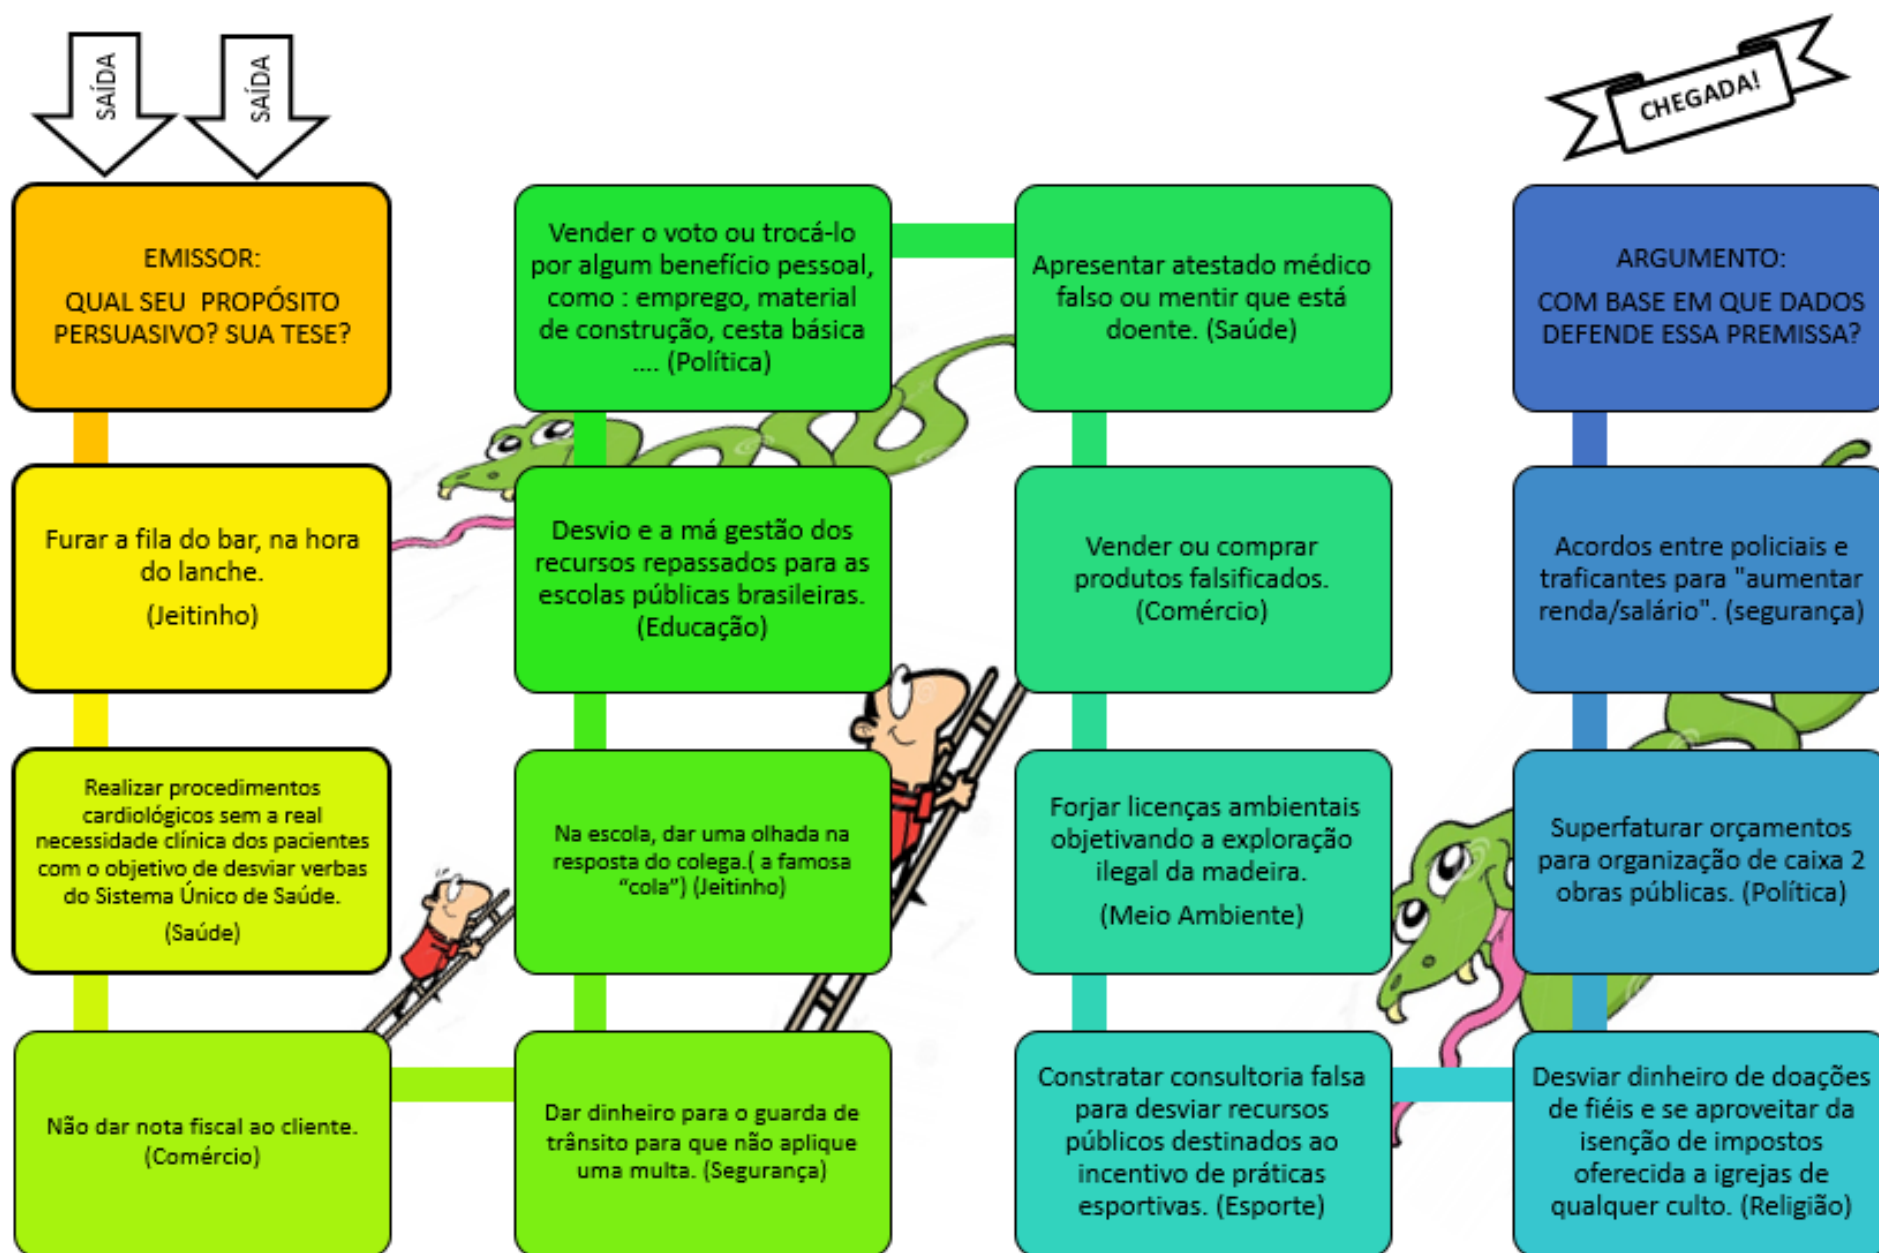 SAÍDA
SAÍDA
CHEGADA!
EMISSOR:
QUAL SEU PROPÓSITO
PERSUASIVO? SUA TESE?
Furar a fila do bar, na hora
do lanche.
(Jeitinho)
Realizar procedimentos
cardiológicos sem a real
necessidade clínica dos pacientes
com o objetivo de desviar verbas
do Sistema Único de Saúde.
(Saúde)
Não dar nota fiscal ao cliente.
(Comércio)
Dar dinheiro para o guarda de
trânsito para que não aplique
uma multa. (Segurança)
Na escola, dar uma olhada na
resposta do colega.( a famosa
“cola”) (Jeitinho)
Desvio e a má gestão dos
recursos repassados para as
escolas públicas brasileiras.
(Educação)
Vender o voto ou trocá-lo
por algum benefício pessoal,
como : emprego, material
de construção, cesta básica
.... (Política)
Apresentar atestado médico
falso ou mentir que está
doente. (Saúde)
Vender ou comprar
produtos falsificados.
(Comércio)
Forjar licenças ambientais
objetivando a exploração
ilegal da madeira.
(Meio Ambiente)
Constratar consultoria falsa
para desviar recursos
públicos destinados ao
incentivo de práticas
esportivas. (Esporte)
Desviar dinheiro de doações
de fiéis e se aproveitar da
isenção de impostos
oferecida a igrejas de
qualquer culto. (Religião)
Superfaturar orçamentos
para organização de caixa 2
obras públicas. (Política)
Acordos entre policiais e
traficantes para "aumentar
renda/salário". (segurança)
ARGUMENTO:
COM BASE EM QUE DADOS
DEFENDE ESSA PREMISSA?